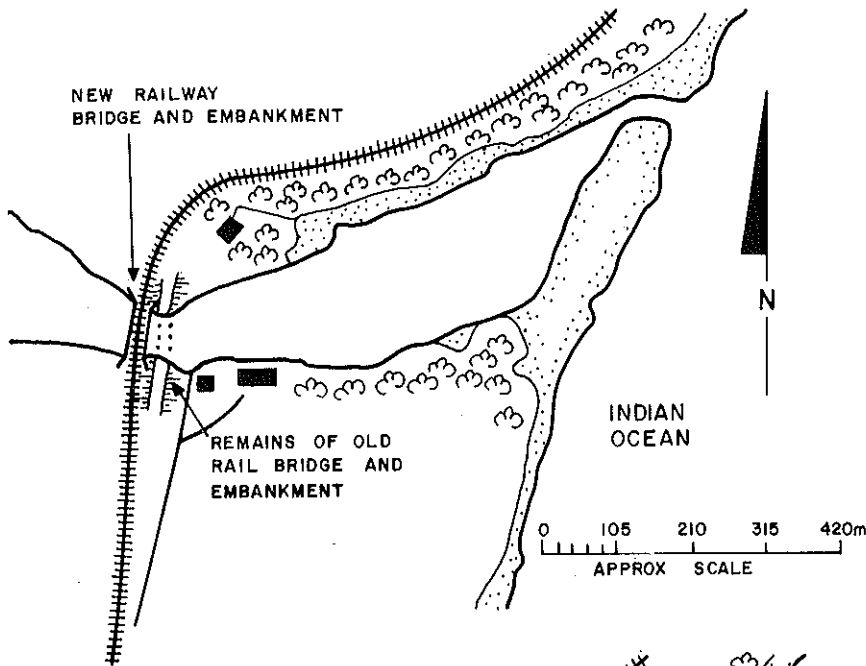 NEW RAILWAY
BRIDGE AND EMBANKMENT
N
INDIAN
OCEAN
REMAINS OF OLD
RAIL BRIDGE AND
EMBANKMENT
0 105 210 315 420m
APPROX SCALE